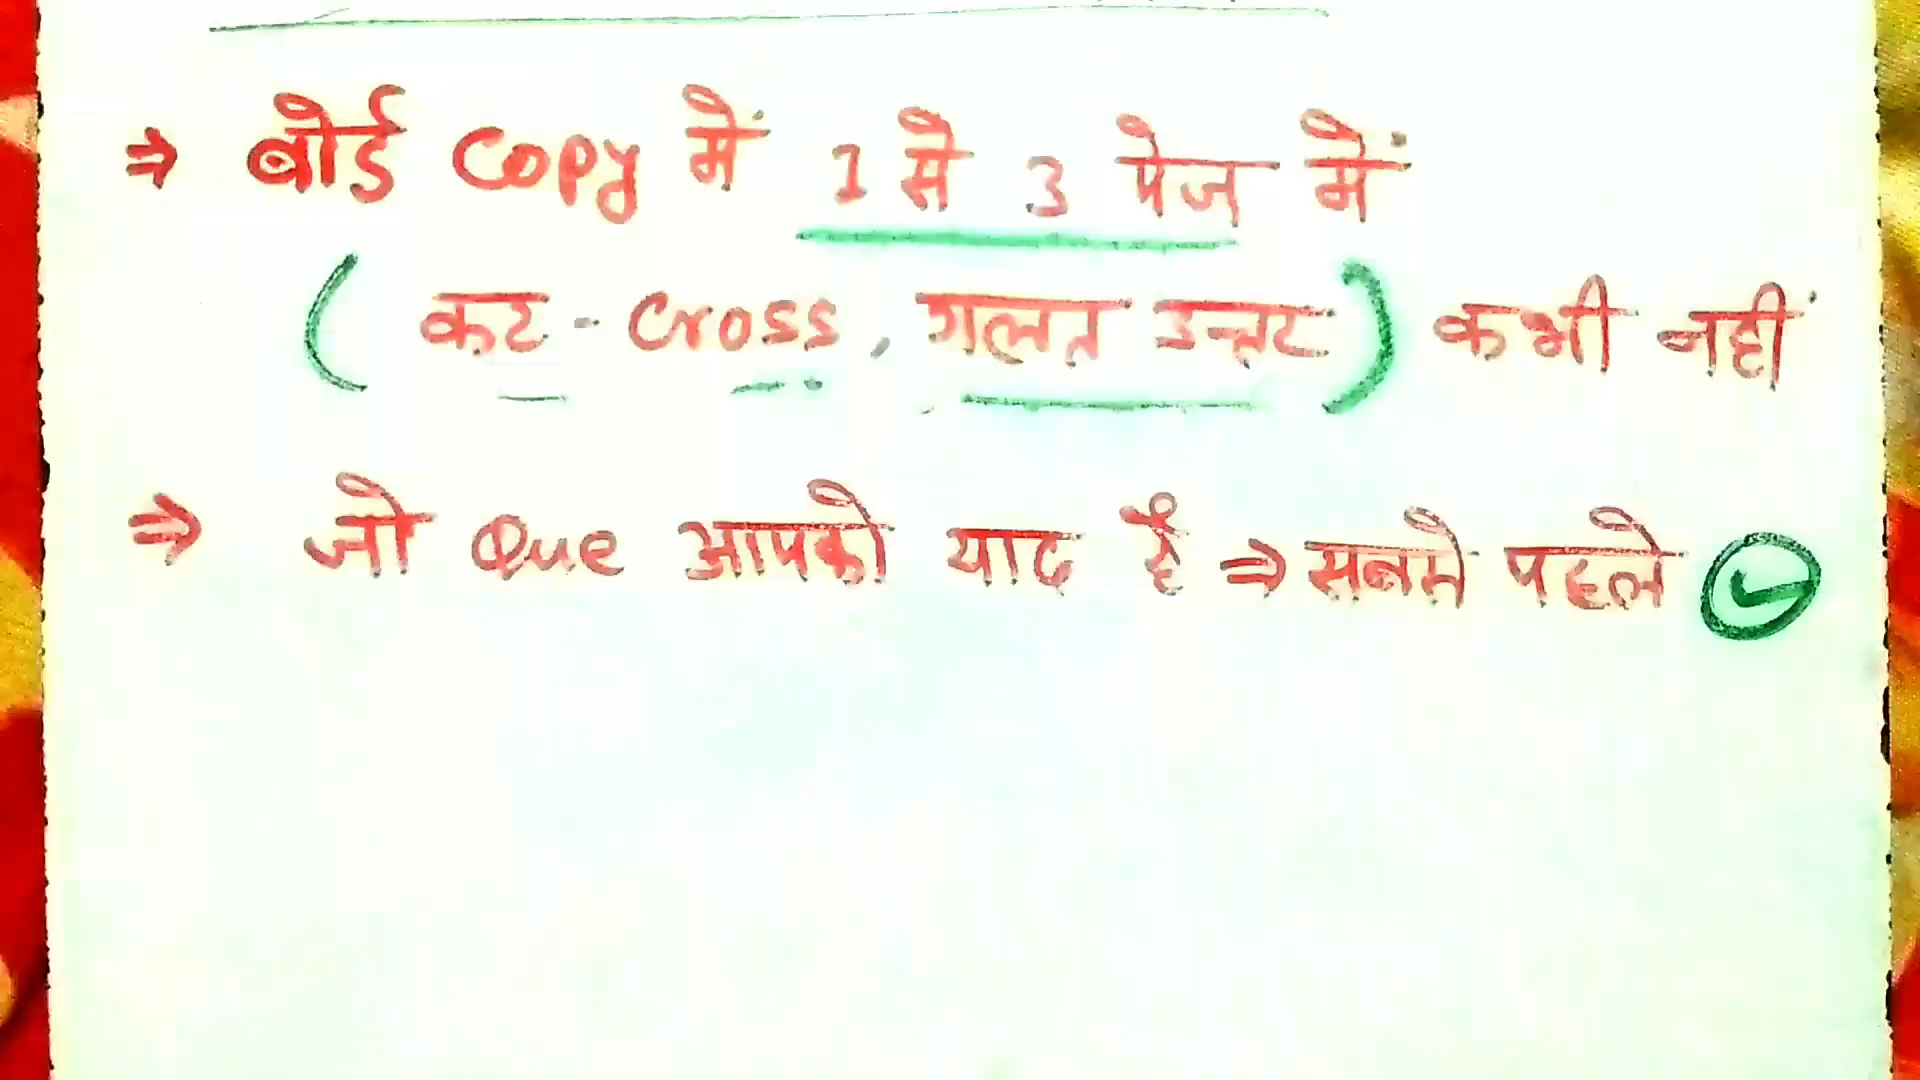 ⇒ बोर्ड Copy में 1 से 3 पेज में
( कट - Cross , गलत उत्तर ) कभी नहीं
⇒ जो Que आपको याद है ⇒ सबसे पहले ✓